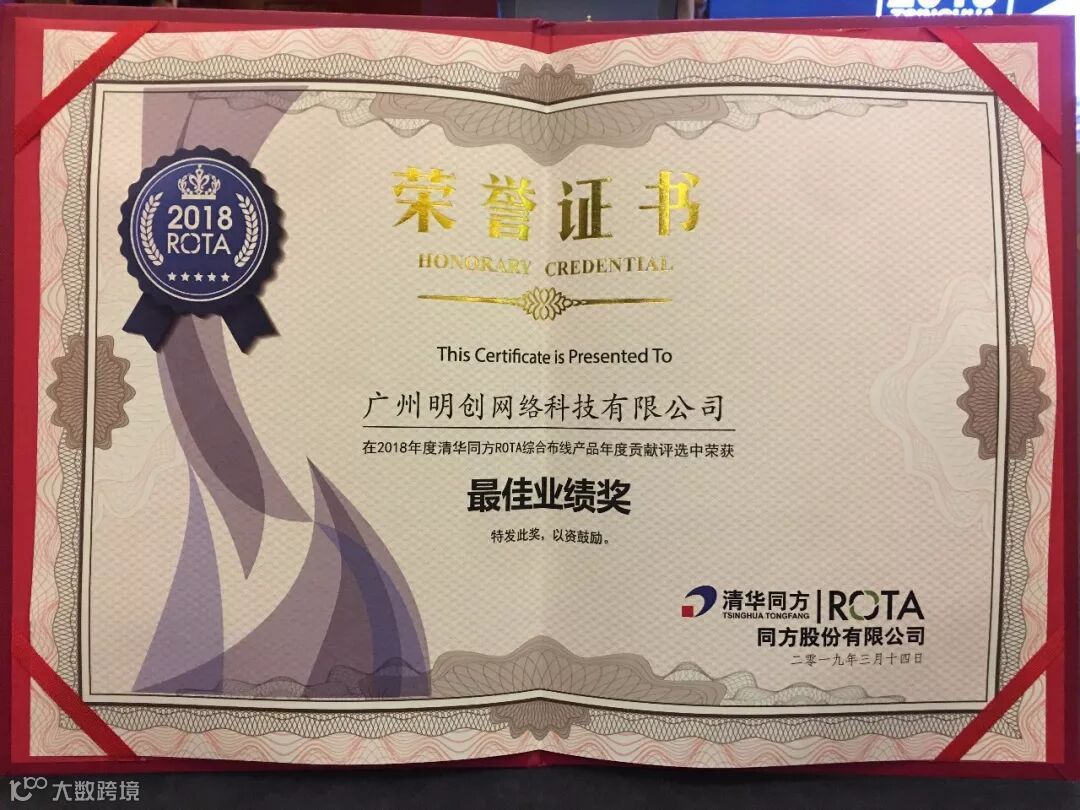 TSINGHUA
2018
ROTA
荣誉证书
HONORARY CREDENTIAL
This Certificate is Presented To
广州明创网络科技有限公司
在2018年度清华同方ROTA综合布线产品年度贡献评选中荣获
最佳业绩奖
特发此奖，以资鼓励。
清华同方 ROTA
TSINGHUA TONGFANG
同方股份有限公司
二零一九年三月十四日
大数跨境